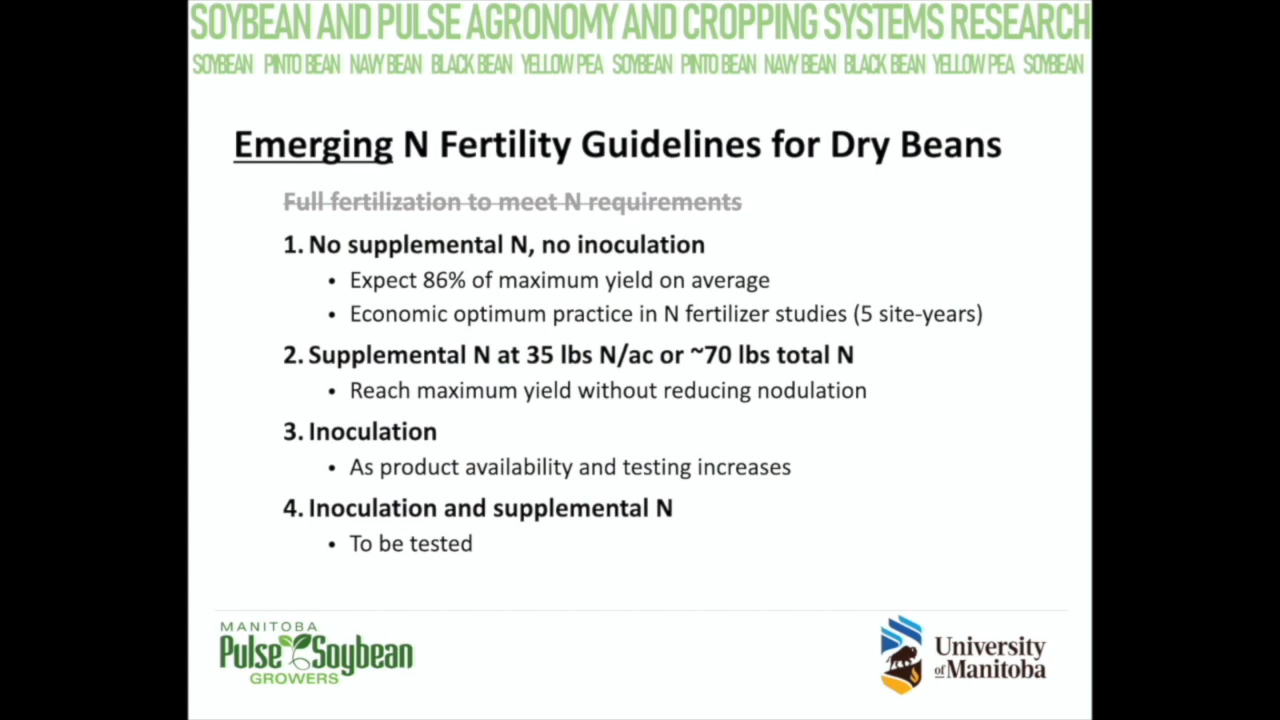 SOYBEAN AND PULSE AGRONOMY AND CROPPING SYSTEMS RESEARCH
SOYBEAN PINTO BEAN NAVY BEAN BLACK BEAN YELLOW PEA SOYBEAN PINTO BEAN NAVY BEAN BLACK BEAN YELLOW PEA SOYBEAN
Emerging N Fertility Guidelines for Dry Beans
Full fertilization to meet N requirements
1. No supplemental N, no inoculation
• Expect 86% of maximum yield on average
• Economic optimum practice in N fertilizer studies (5 site-years)
2. Supplemental N at 35 lbs N/ac or ~70 lbs total N
• Reach maximum yield without reducing nodulation
3. Inoculation
• As product availability and testing increases
4. Inoculation and supplemental N
• To be tested
MANITOBA
Pulse Soybean
GROWERS
University
of Manitoba